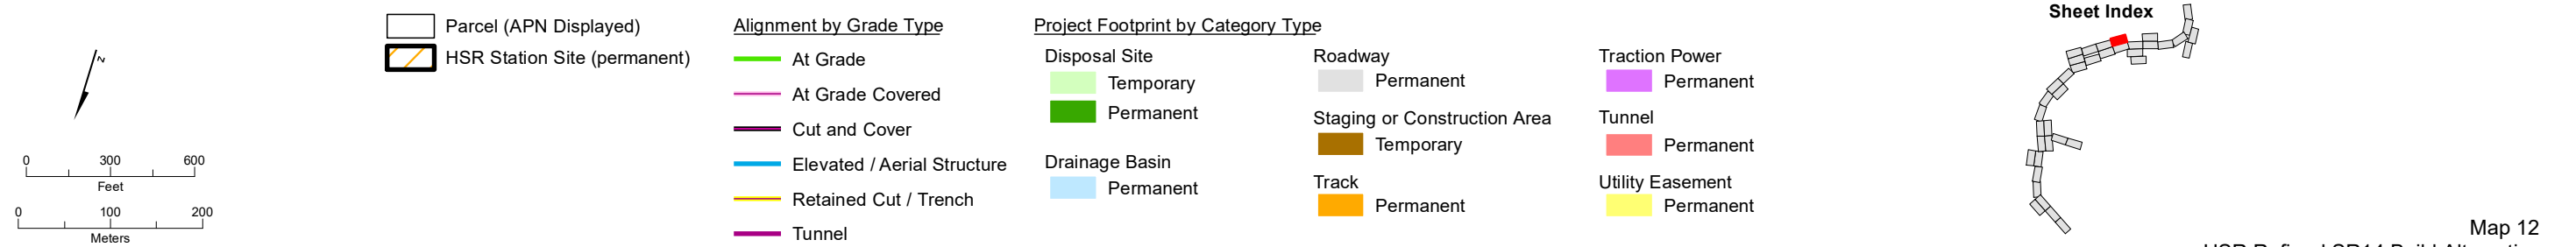 N
0 300 600
Feet
0 100 200
Meters
Parcel (APN Displayed)
HSR Station Site (permanent)
Alignment by Grade Type
At Grade
At Grade Covered
Cut and Cover
Elevated / Aerial Structure
Retained Cut / Trench
Tunnel
Project Footprint by Category Type
Disposal Site
Temporary
Permanent
Drainage Basin
Permanent
Roadway
Permanent
Staging or Construction Area
Temporary
Track
Permanent
Traction Power
Permanent
Tunnel
Permanent
Utility Easement
Permanent
Sheet Index
Map 12